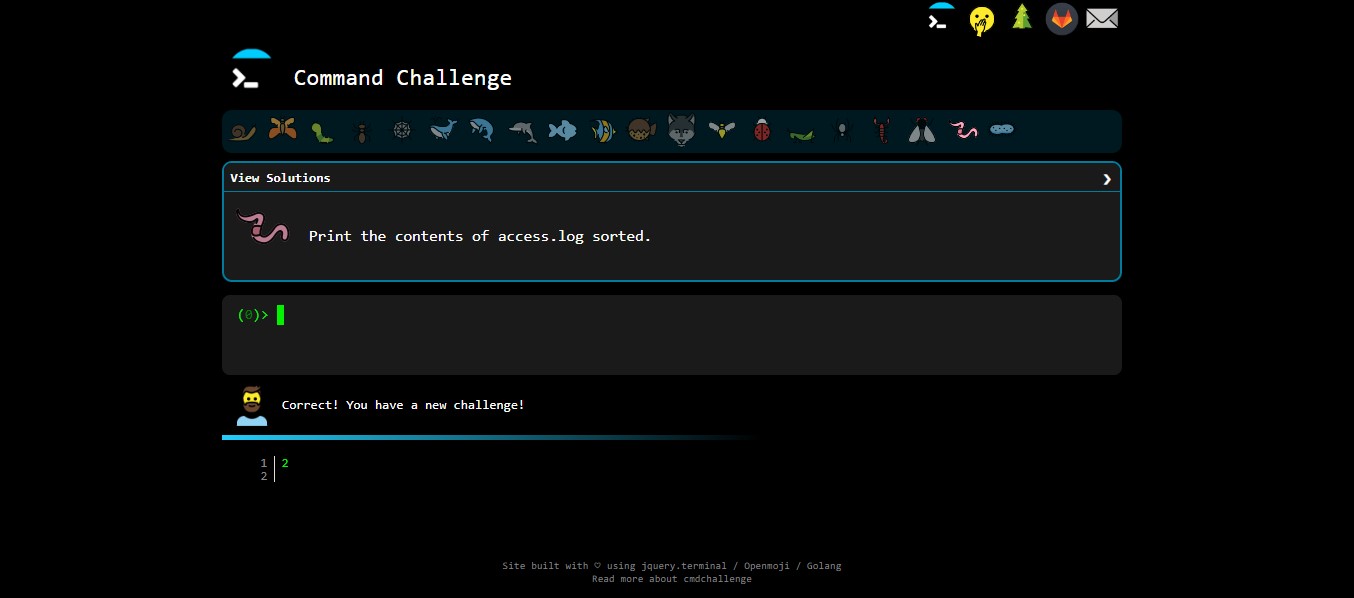 Command Challenge
View Solutions
Print the contents of access.log sorted.
(0)>
Correct! You have a new challenge!
1 2
2
Site built with ♡ using jquery.terminal / Openmoji / Golang
Read more about cmdchallenge